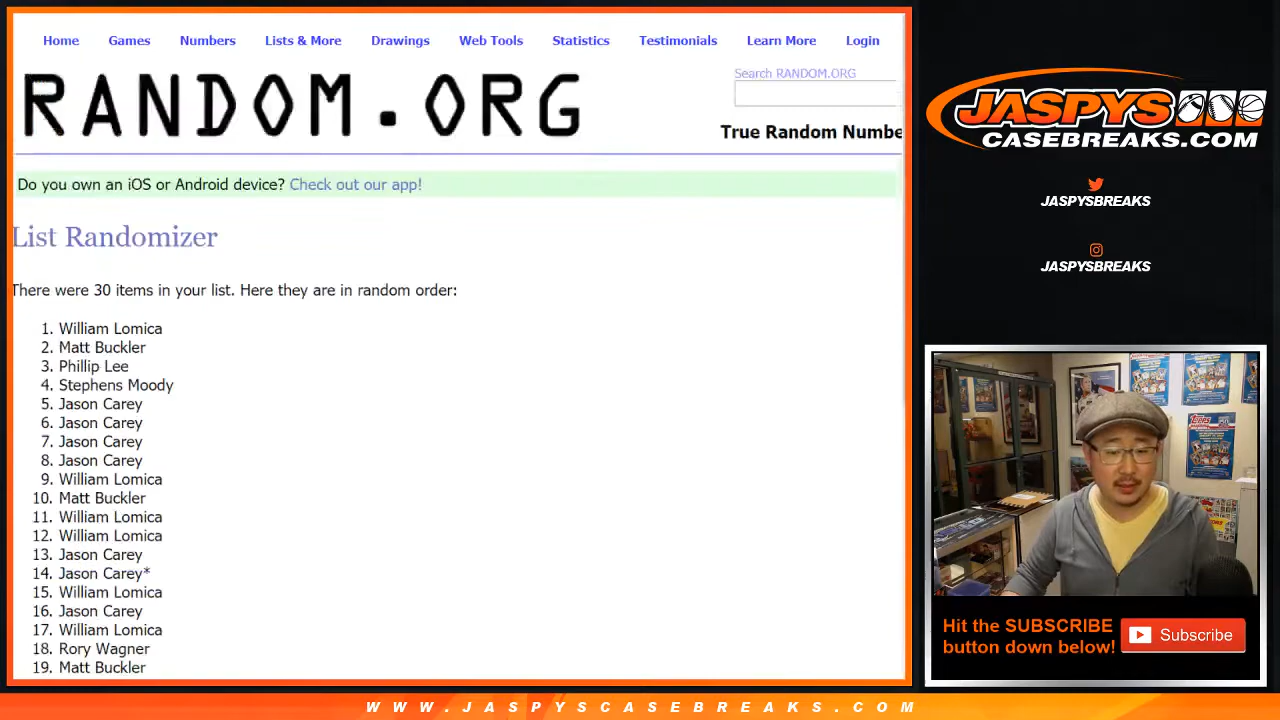 Home Games Numbers Lists & More Drawings Web Tools Statistics Testimonials Learn More Login
Search RANDOM.ORG
RANDOM.ORG
True Random Numbe
Do you own an iOS or Android device? Check out our app!
List Randomizer
There were 30 items in your list. Here they are in random order:
1. William Lomica
2. Matt Buckler
3. Phillip Lee
4. Stephens Moody
5. Jason Carey
6. Jason Carey
7. Jason Carey
8. Jason Carey
9. William Lomica
10. Matt Buckler
11. William Lomica
12. William Lomica
13. Jason Carey
14. Jason Carey*
15. William Lomica
16. Jason Carey
17. William Lomica
18. Rory Wagner
19. Matt Buckler
JASPYS
CASEBREAKS.COM
JASPYSBREAKS
JASPYSBREAKS
Topps
Hit the SUBSCRIBE
button down below!
Subscribe
WWW.JASPYSCASEBREAKS.COM